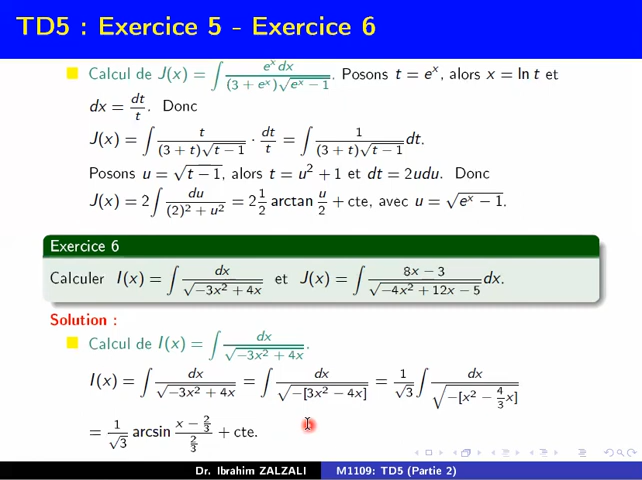 TD5 : Exercice 5 - Exercice 6
Calcul de J(x) = ∫ e^x dx / ((3 + e^x)√(e^x − 1)). Posons t = e^x, alors x = ln t et
dx = dt/t. Donc
J(x) = ∫ t / ((3 + t)√(t − 1)) · dt/t = ∫ 1 / ((3 + t)√(t − 1)) dt.
Posons u = √(t − 1), alors t = u² + 1 et dt = 2udu. Donc
J(x) = 2 ∫ du / ((2)² + u²) = 2 1/2 arctan u/2 + cte, avec u = √(e^x − 1).
Exercice 6
Calculer I(x) = ∫ dx / √(−3x² + 4x) et J(x) = ∫ (8x − 3) / √(−4x² + 12x − 5) dx.
Solution :
Calcul de I(x) = ∫ dx / √(−3x² + 4x).
I(x) = ∫ dx / √(−3x² + 4x) = ∫ dx / √(−[3x² − 4x]) = 1/√3 ∫ dx / √(−[x² − 4/3 x])
= 1/√3 arcsin (x − 2/3) / (2/3) + cte.
Dr. Ibrahim ZALZALI M1109: TD5 (Partie 2)